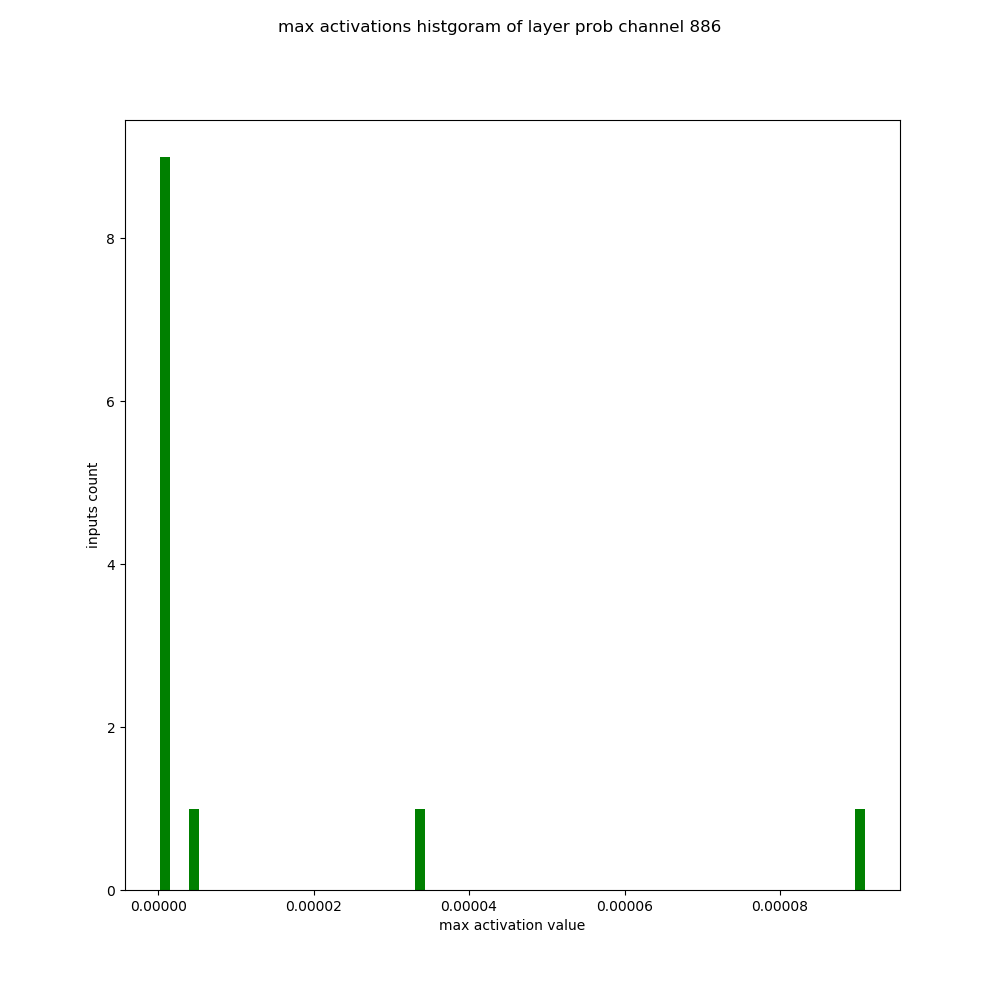 max activations histgoram of layer prob channel 886
8
6
4
2
0
inputs count
0.00000 0.00002 0.00004 0.00006 0.00008
max activation value